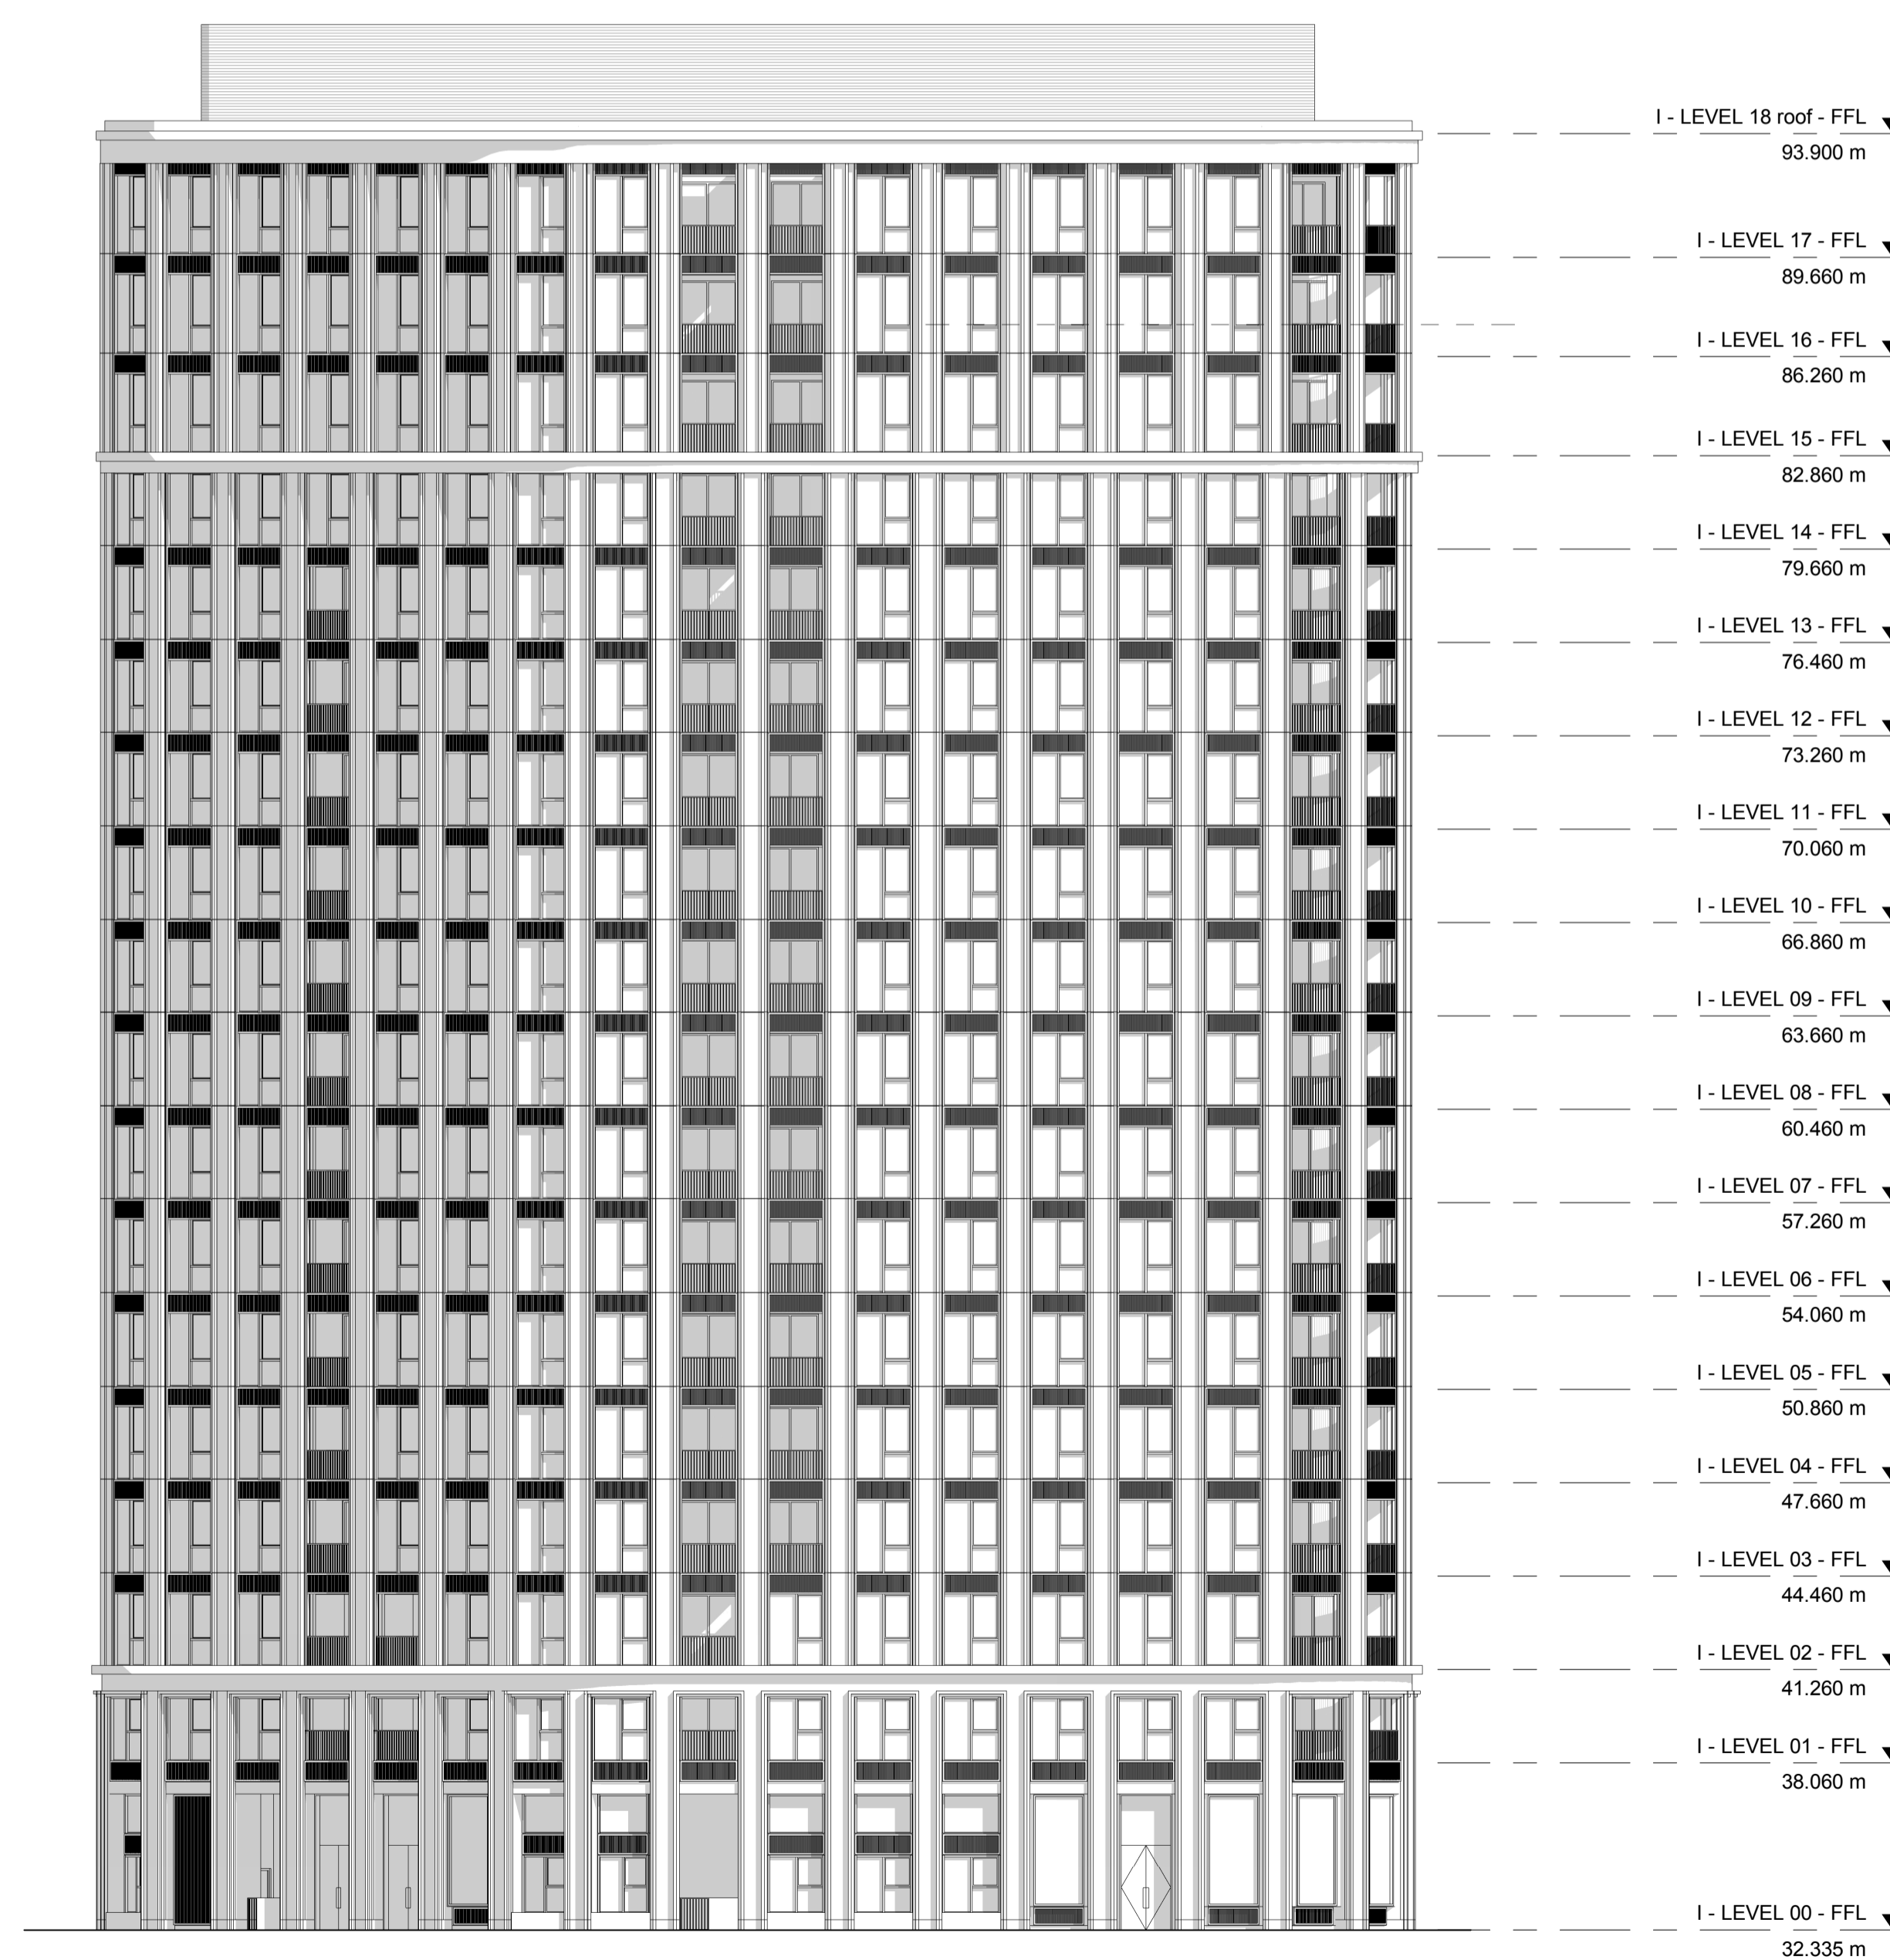 I - LEVEL 18 roof - FFL
93.900 m
I - LEVEL 17 - FFL
89.660 m
I - LEVEL 16 - FFL
86.260 m
I - LEVEL 15 - FFL
82.860 m
I - LEVEL 14 - FFL
79.660 m
I - LEVEL 13 - FFL
76.460 m
I - LEVEL 12 - FFL
73.260 m
I - LEVEL 11 - FFL
70.060 m
I - LEVEL 10 - FFL
66.860 m
I - LEVEL 09 - FFL
63.660 m
I - LEVEL 08 - FFL
60.460 m
I - LEVEL 07 - FFL
57.260 m
I - LEVEL 06 - FFL
54.060 m
I - LEVEL 05 - FFL
50.860 m
I - LEVEL 04 - FFL
47.660 m
I - LEVEL 03 - FFL
44.460 m
I - LEVEL 02 - FFL
41.260 m
I - LEVEL 01 - FFL
38.060 m
I - LEVEL 00 - FFL
32.335 m